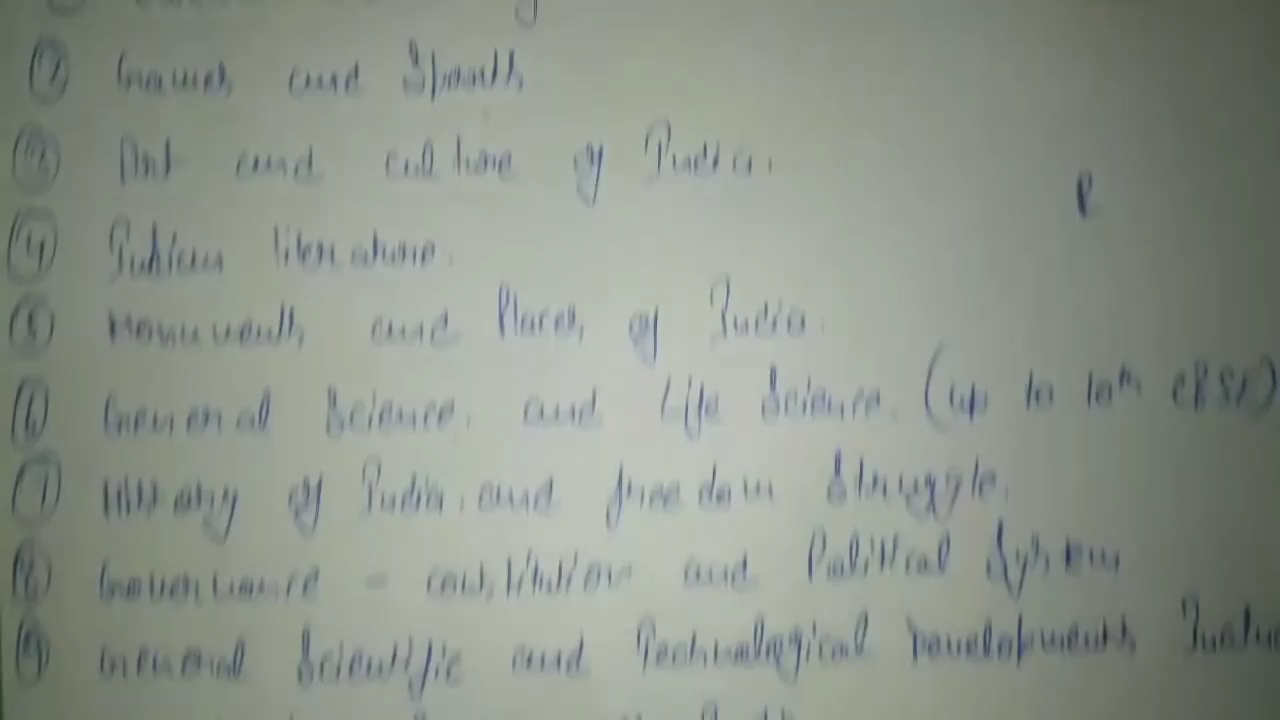 ② Games and Sports
③ Art and culture of India.
④ Indian literature.
⑤ Monuments and Places of India.
⑥ General Science. and Life Science. (up to 10th CBSE)
⑦ History of India. and freedom Struggle.
⑧ Governance - constitution and Political System
⑨ General Scientific and Technological Developments